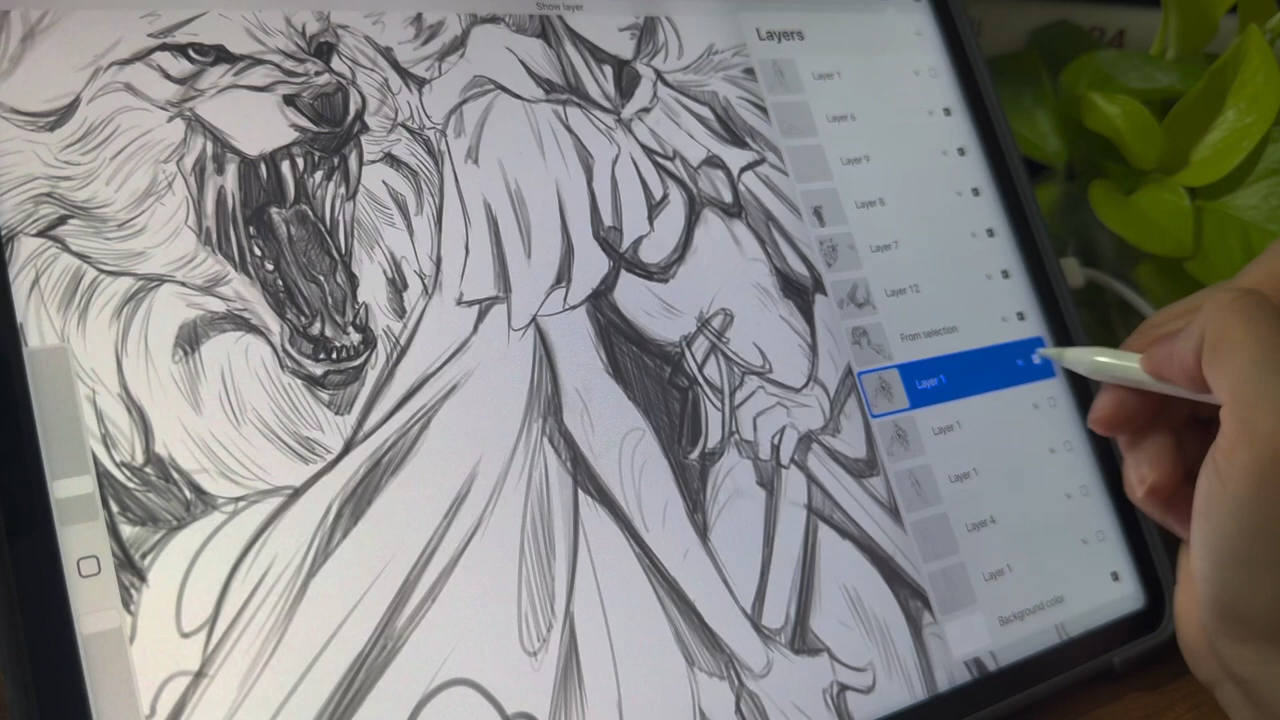 Show layer
Layers
Layer 1
Layer 6
Layer 9
Layer 8
Layer 7
Layer 12
From selection
Layer 1
Layer 1
Layer 1
Layer 4
Layer 1
Background color